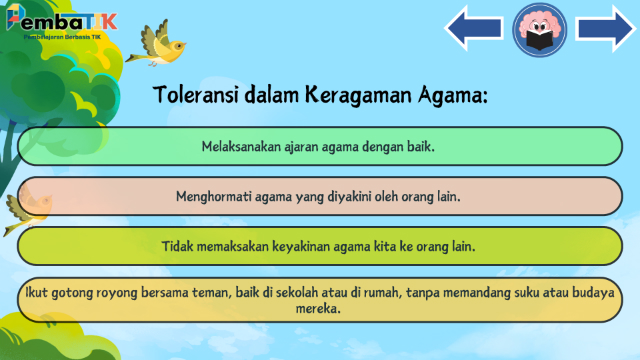 PembaTIK
Pembelajaran Berbasis TIK
Toleransi dalam Keragaman Agama:
Melaksanakan ajaran agama dengan baik.
Menghormati agama yang diyakini oleh orang lain.
Tidak memaksakan keyakinan agama kita ke orang lain.
Ikut gotong royong bersama teman, baik di sekolah atau di rumah, tanpa memandang suku atau budaya
mereka.